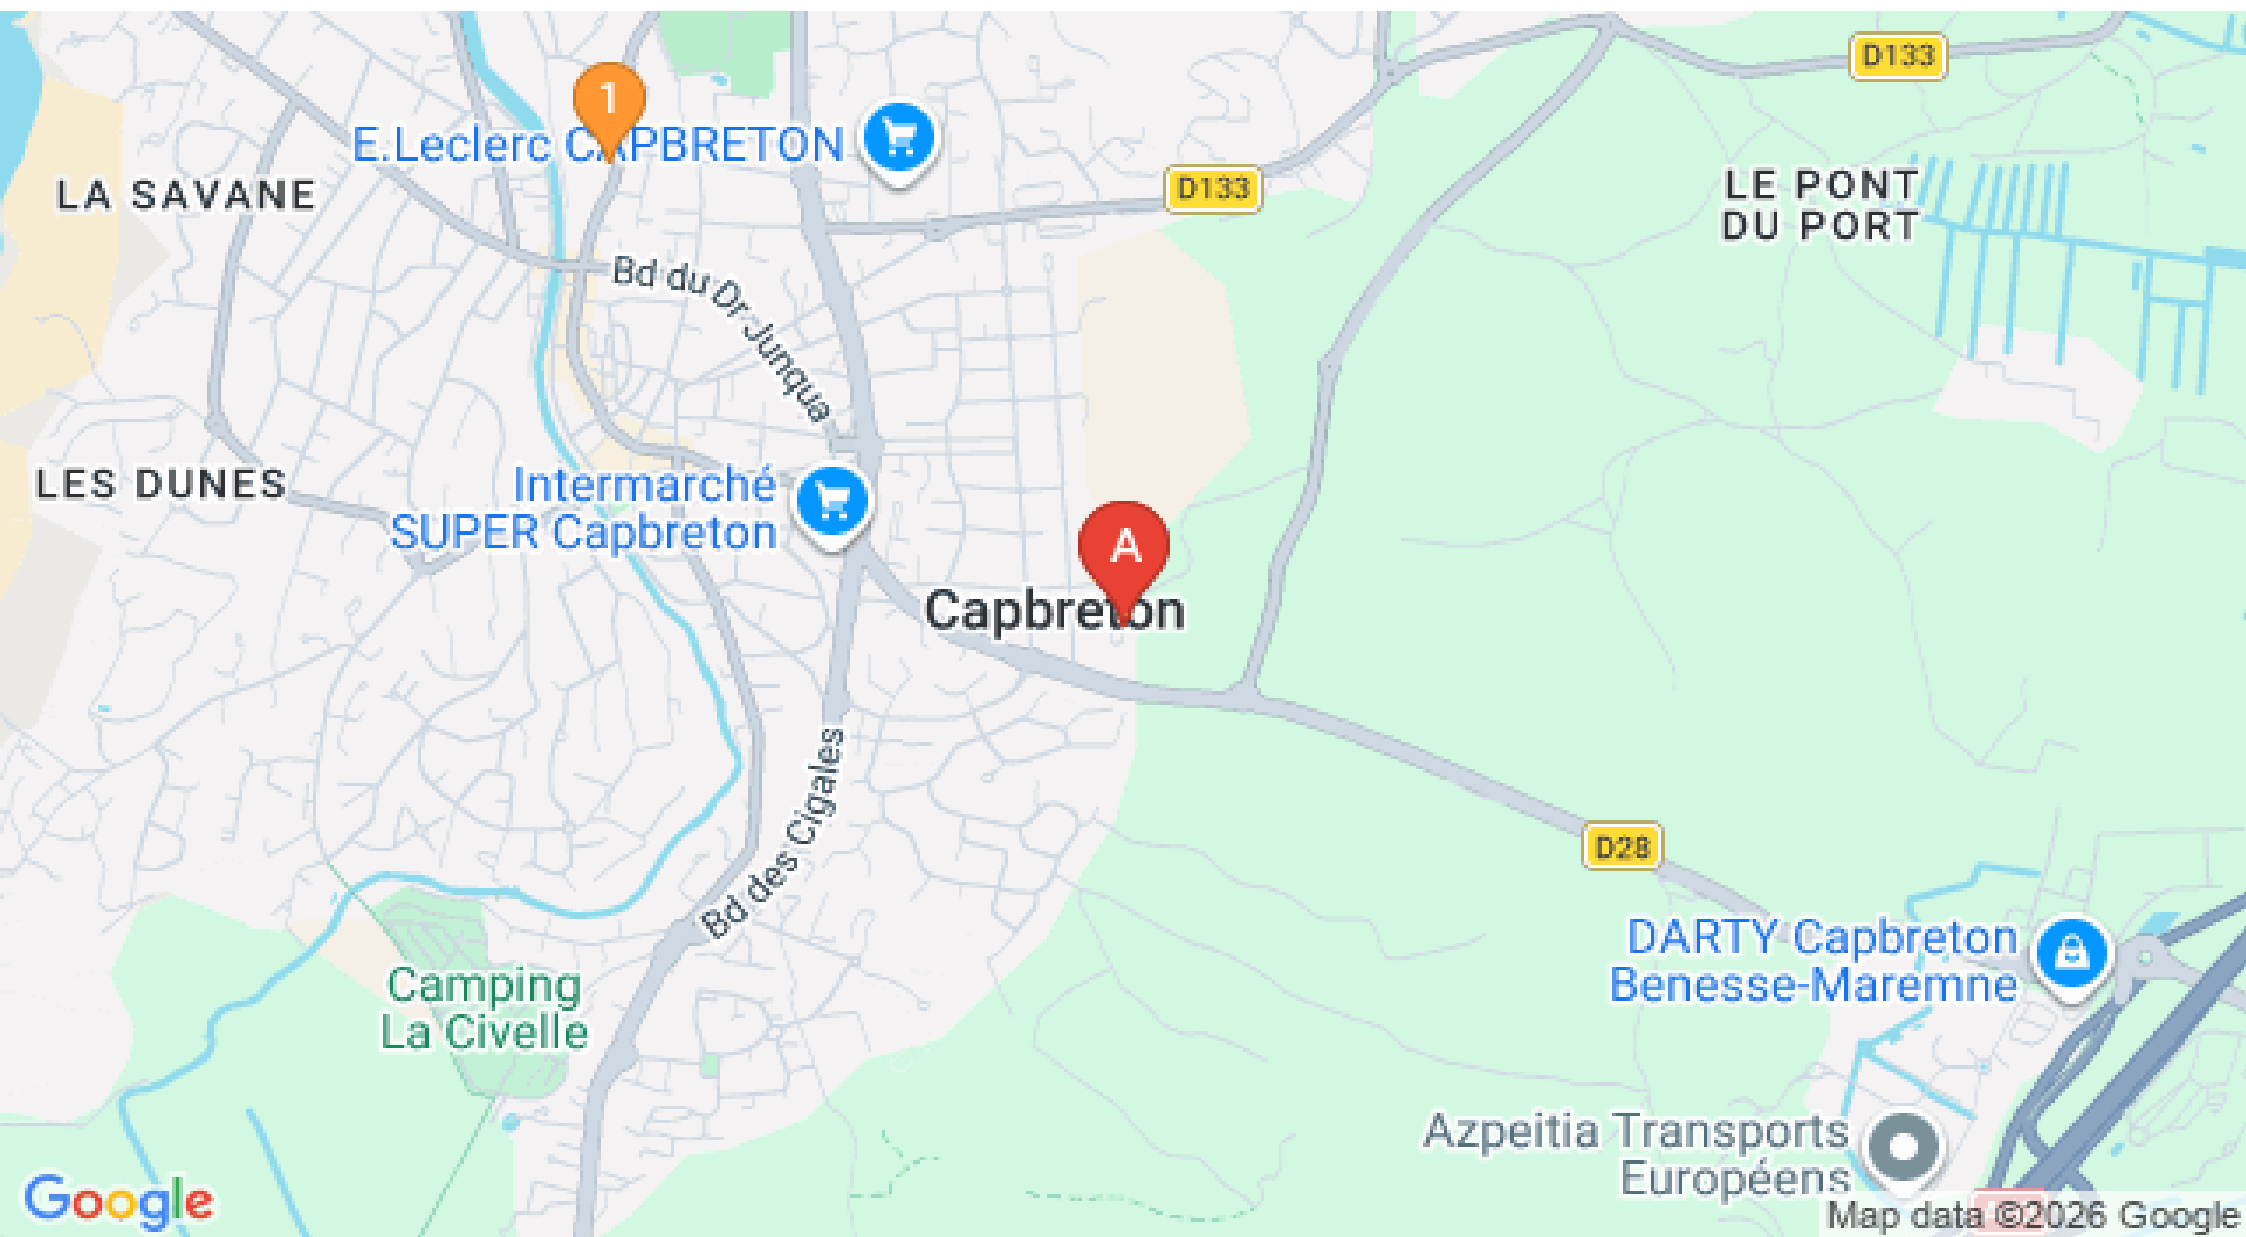 D133
1
E.Leclerc CAPBRETON
D133
LA SAVANE
LE PONT
DU PORT
Bd du Dr Junqua
LES DUNES
Intermarché
SUPER Capbreton
A
Capbreton
Bd des Cigales
D28
DARTY Capbreton
Benesse-Maremne
Camping
La Civelle
Azpeitia Transports
Européens
Google
Map data ©2026 Google